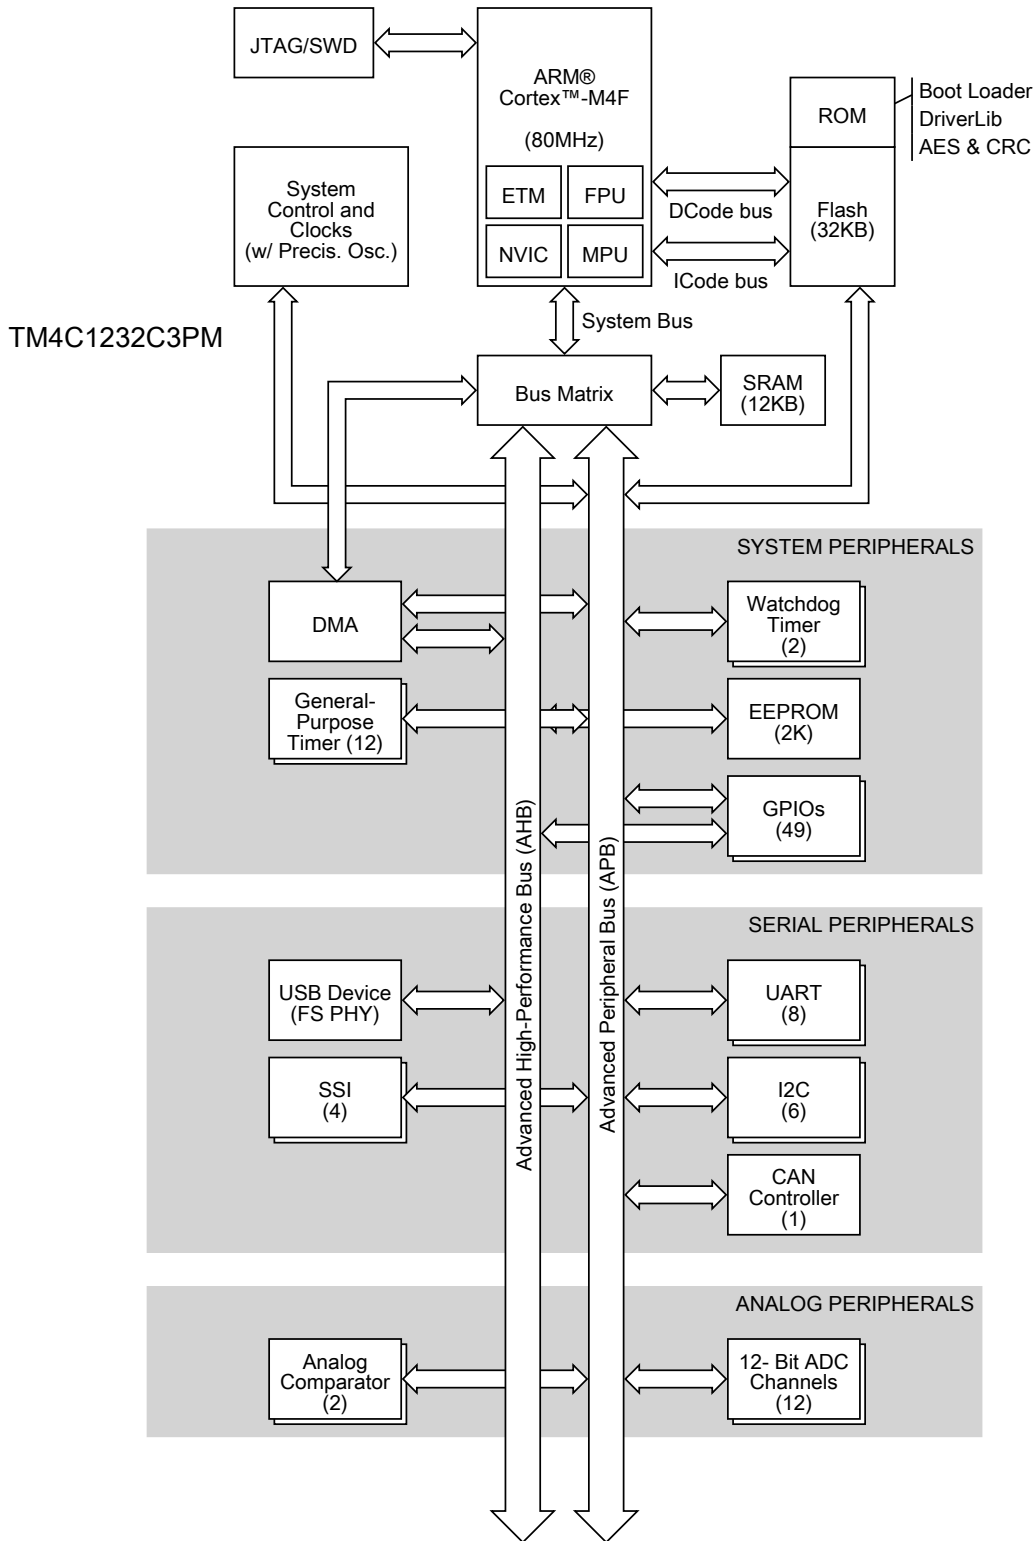 JTAG/SWD
ARM®
Cortex™-M4F
(80MHz)
ETM
FPU
NVIC
MPU
ROM
Boot Loader
DriverLib
AES & CRC
Flash
(32KB)
System
Control and
Clocks
(w/ Precis. Osc.)
DCode bus
ICode bus
System Bus
TM4C1232C3PM
Bus Matrix
SRAM
(12KB)
SYSTEM PERIPHERALS
DMA
Watchdog
Timer
(2)
General-
Purpose
Timer (12)
EEPROM
(2K)
GPIOs
(49)
Advanced High-Performance Bus (AHB)
Advanced Peripheral Bus (APB)
SERIAL PERIPHERALS
USB Device
(FS PHY)
UART
(8)
SSI
(4)
I2C
(6)
CAN
Controller
(1)
ANALOG PERIPHERALS
Analog
Comparator
(2)
12- Bit ADC
Channels
(12)